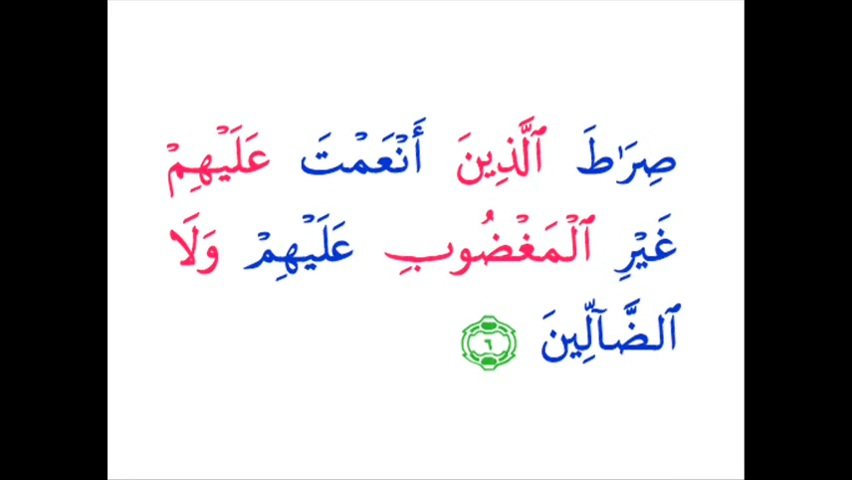 صِرَٰطَ ٱلَّذِينَ أَنْعَمْتَ عَلَيْهِمْ
غَيْرِ ٱلْمَغْضُوبِ عَلَيْهِمْ وَلَا
ٱلضَّآلِّينَ ٦